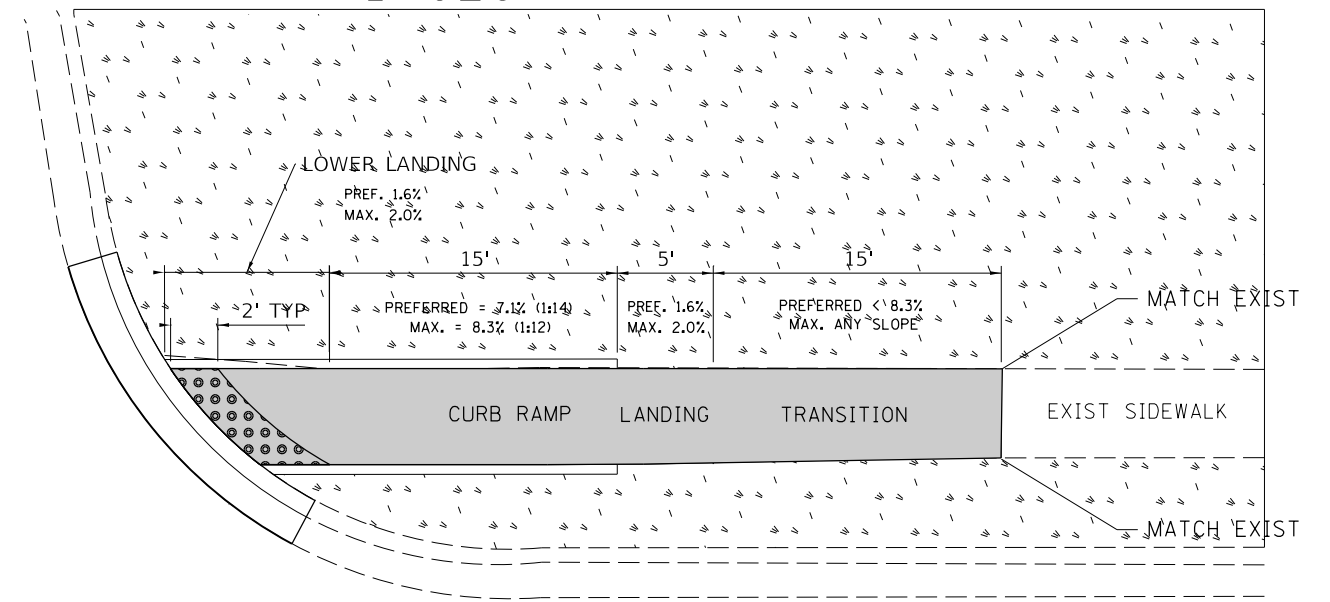 LOWER LANDING
PREF. 1.6%
MAX. 2.0%
15'
5'
15'
2' TYP
PREFERRED = 7.1% (1:14)
MAX. = 8.3% (1:12)
PREF. 1.6%
MAX. 2.0%
PREFERRED < 8.3%
MAX. ANY SLOPE
MATCH EXIST
CURB RAMP
LANDING
TRANSITION
EXIST SIDEWALK
MATCH EXIST